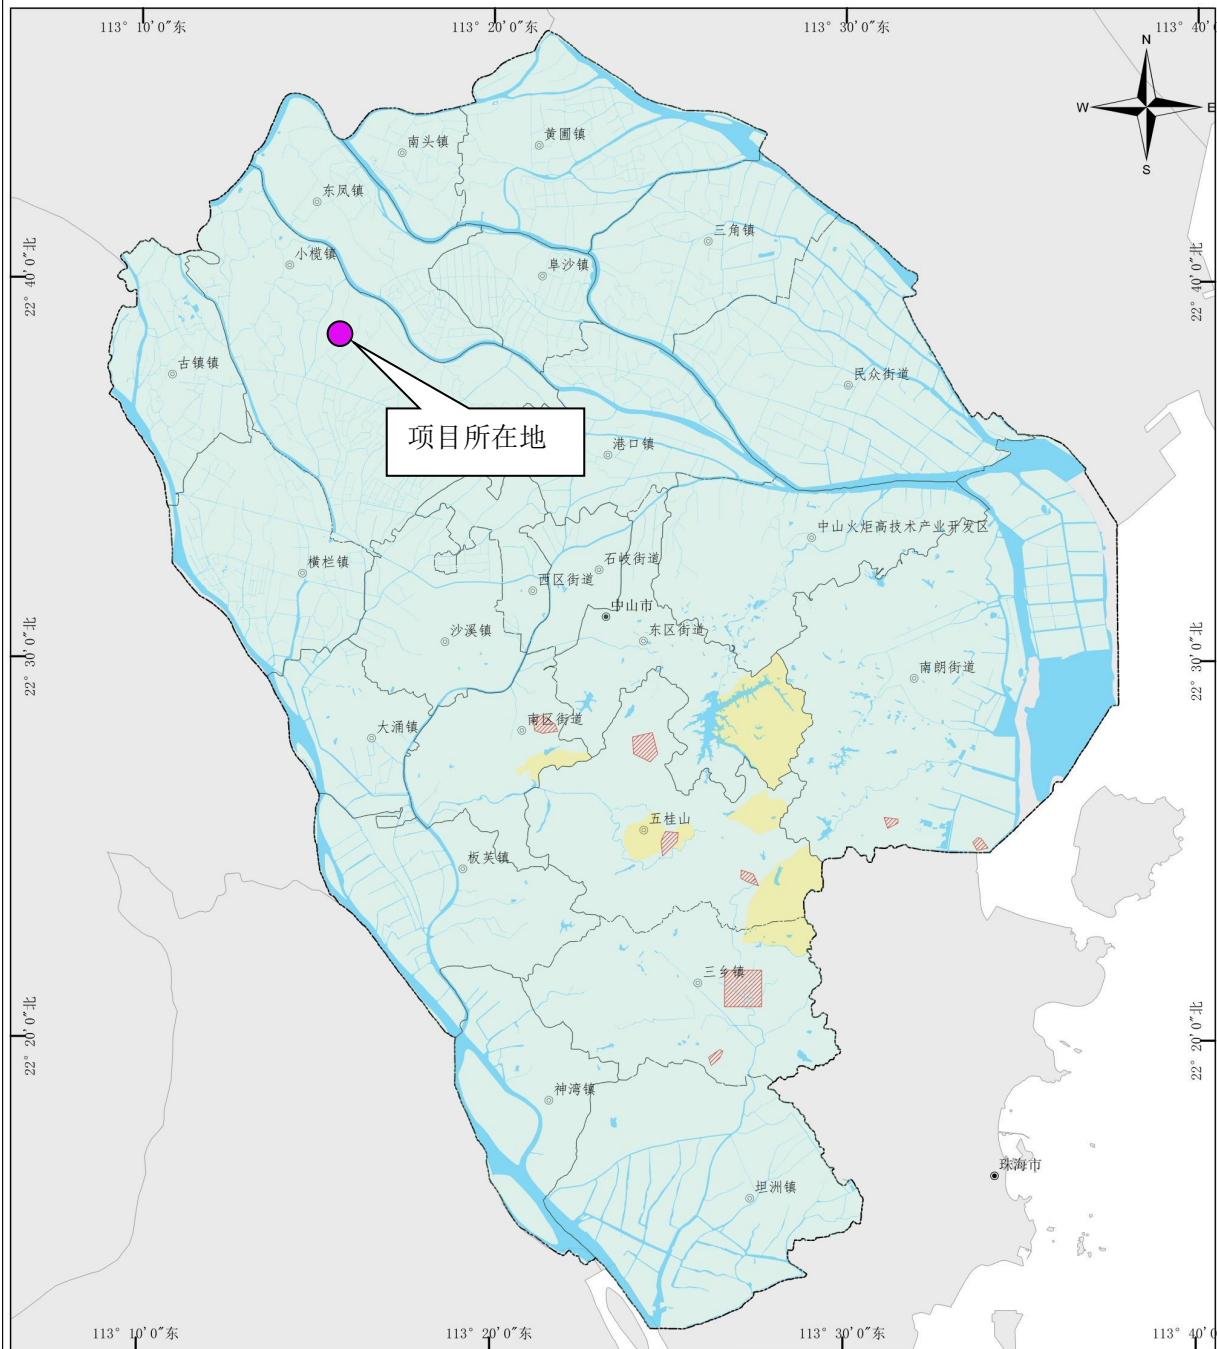 113° 10'0"东
113° 20'0"东
113° 30'0"东
113° 40'0
N
W
E
S
黄圃镇
南头镇
东凤镇
三角镇
小榄镇
阜沙镇
22° 40'0"北
22° 40'0"北
古镇镇
民众街道
项目所在地
港口镇
中山火炬高技术产业开发区
横栏镇
石岐街道
西区街道
中山市
沙溪镇
东区街道
22° 30'0"北
22° 30'0"北
南朗街道
大涌镇
南区街道
五桂山
板芙镇
三乡镇
22° 20'0"北
22° 20'0"北
神湾镇
珠海市
坦洲镇
113° 10'0"东
113° 20'0"东
113° 30'0"东
113° 40'0